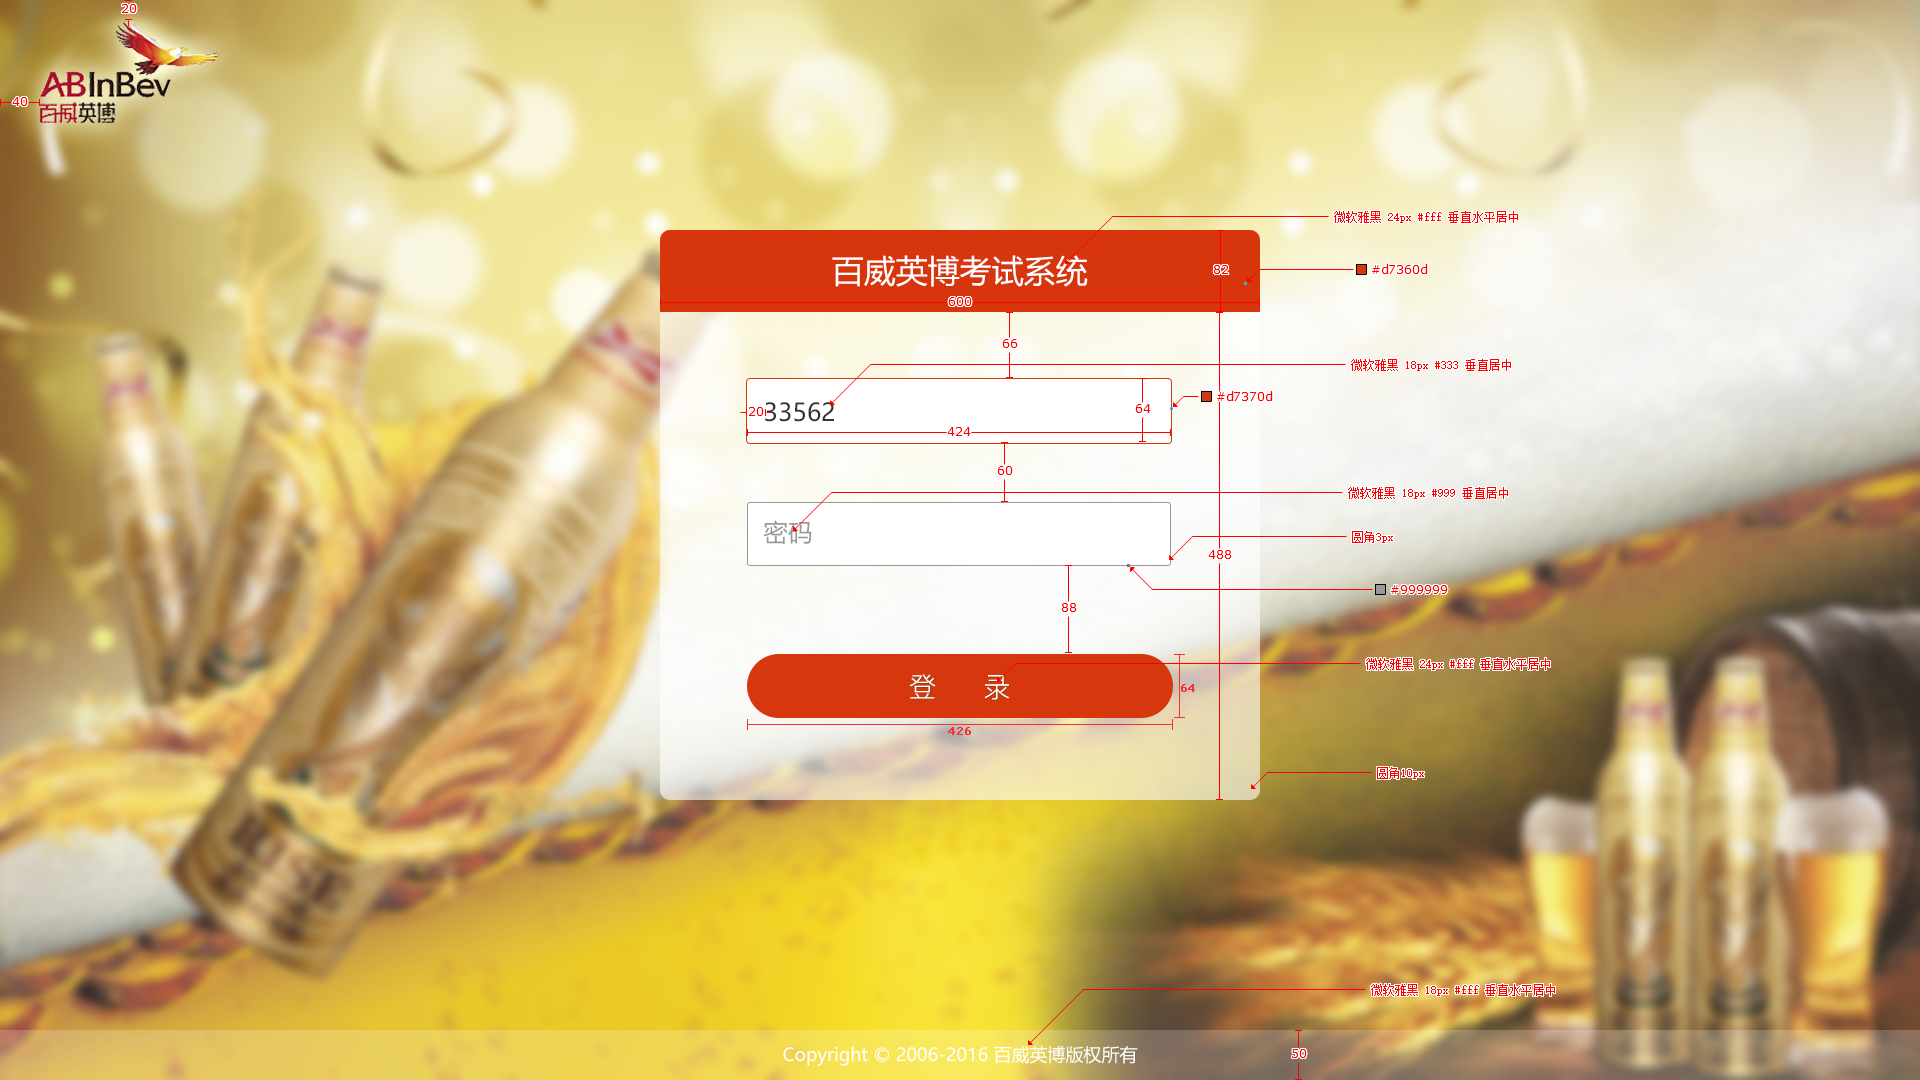 20
ABInBev
40
百威英博
微软雅黑 24px #fff 垂直水平居中
百威英博考试系统
82
#d7360d
600
66
微软雅黑 18px #333 垂直居中
#d7370d
20
33562
64
424
60
微软雅黑 18px #999 垂直居中
密码
圆角3px
488
#999999
88
微软雅黑 24px #fff 垂直水平居中
登 录
64
426
圆角10px
RISE
微软雅黑 18px #fff 垂直水平居中
Copyright © 2006-2016 百威英博版权所有
50